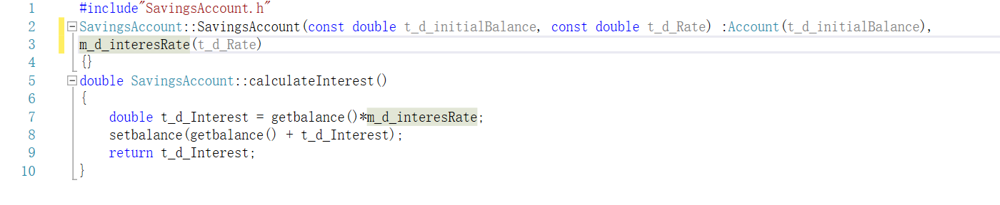 1 #include"SavingsAccount.h"
2 SavingsAccount::SavingsAccount(const double t_d_initialBalance, const double t_d_Rate) :Account(t_d_initialBalance),
3 m_d_interesRate(t_d_Rate)
4 {}
5 double SavingsAccount::calculateInterest()
6 {
7 double t_d_Interest = getbalance()*m_d_interesRate;
8 setbalance(getbalance() + t_d_Interest);
9 return t_d_Interest;
10 }